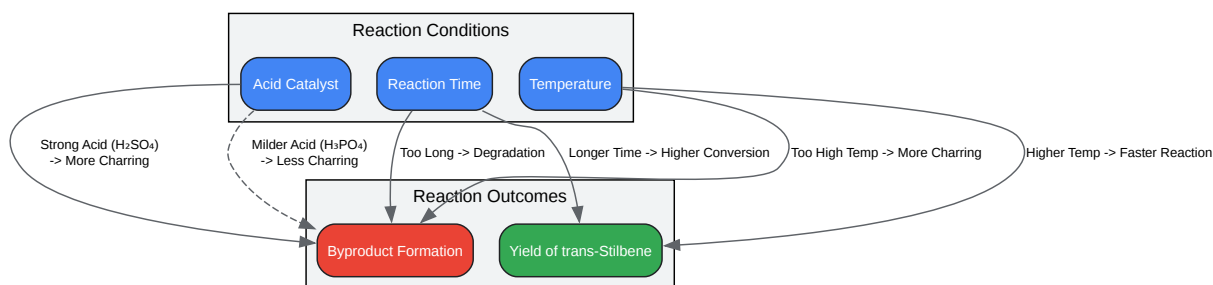 Reaction Conditions
Acid Catalyst
Reaction Time
Temperature
Strong Acid (H₂SO₄)
-> More Charring
Milder Acid (H₃PO₄)
-> Less Charring
Too Long -> Degradation
Longer Time -> Higher Conversion
Too High Temp -> More Charring
Higher Temp -> Faster Reaction
Reaction Outcomes
Byproduct Formation
Yield of trans-Stilbene